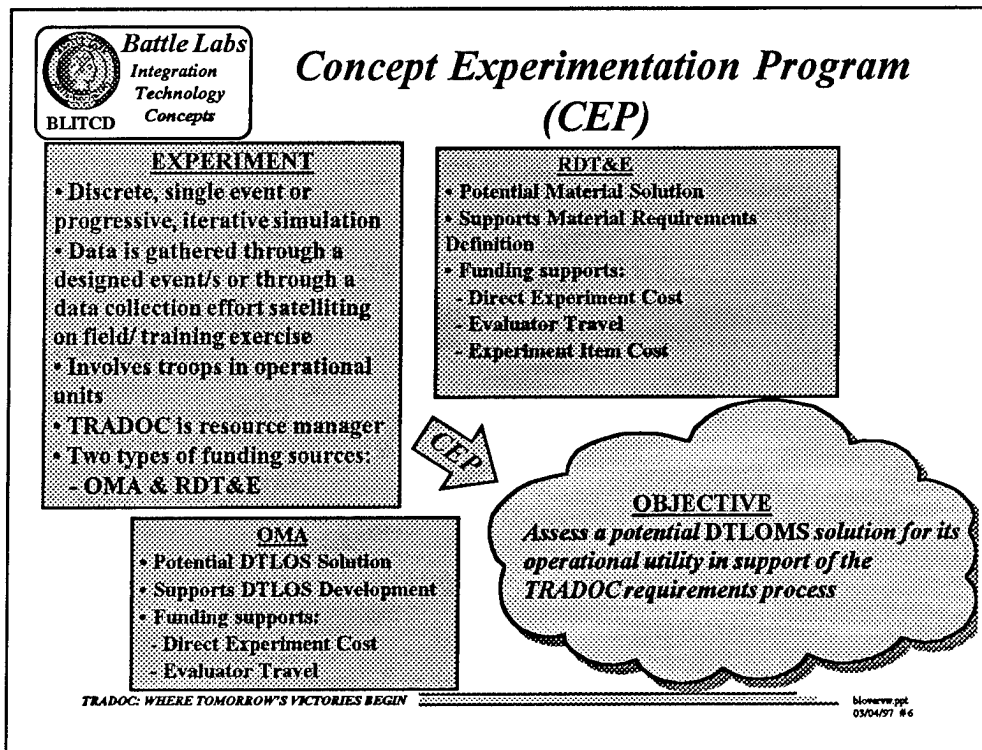 Battle Labs
Integration
Technology
Concepts
BLITCD
Concept Experimentation Program
(CEP)
EXPERIMENT
• Discrete, single event or
progressive, iterative simulation
• Data is gathered through a
designed event/s or through a
data collection effort satelliting
on field/ training exercise
• Involves troops in operational
units
• TRADOC is resource manager
• Two types of funding sources:
- OMA & RDT&E
RDT&E
• Potential Material Solution
• Supports Material Requirements
Definition
• Funding supports:
- Direct Experiment Cost
- Evaluator Travel
- Experiment Item Cost
CEP
OMA
• Potential DTLOS Solution
• Supports DTLOS Development
• Funding supports:
- Direct Experiment Cost
- Evaluator Travel
OBJECTIVE
Assess a potential DTLOMS solution for its
operational utility in support of the
TRADOC requirements process
TRADOC: WHERE TOMORROW"S VICTORIES BEGIN
bloverw.ppt
03/04/97 #6